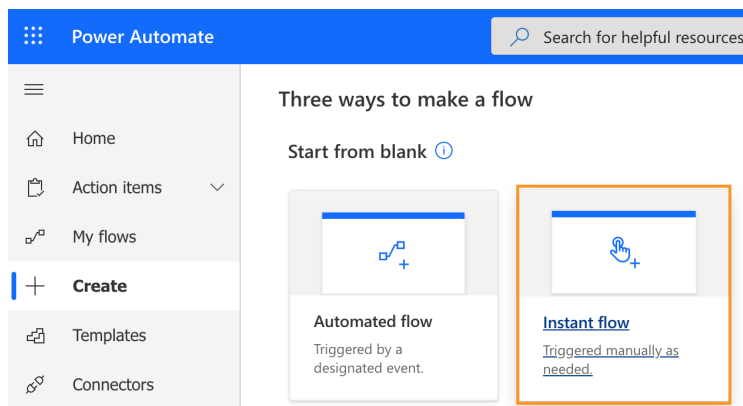 Power Automate
Search for helpful resources
Home
Action items
My flows
Create
Templates
Connectors
Three ways to make a flow
Start from blank
Automated flow
Triggered by a
designated event.
Instant flow
Triggered manually as
needed.